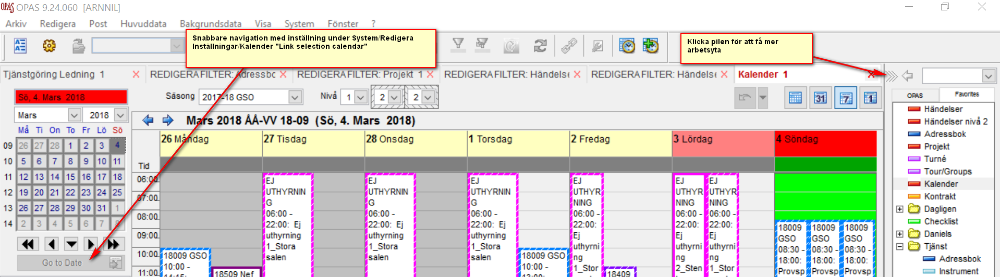 OPAS OPAS 9.24.060 [ARNNIL]
Arkiv Redigera Post Huvuddata Bakgrundsdata Visa System Fönster ?
Snabbare navigation med inställning under System/Redigera
Inställningar/Kalender "Link selection calendar"
Klicka pilen för att få mer
arbetsyta
Tjänstgöring Ledning 1
REDIGERA FILTER: Adressbo
REDIGERA FILTER: Projekt 1
REDIGERA FILTER: Händelse
REDIGERA FILTER: Händelse
Kalender 1
Sö, 4. Mars 2018
Säsong 2017-18 GSO
Nivå 1 2 2
31 7 1
OPAS Favorites
Mars 2018
Mars 2018 ÅÅ-VV 18-09 (Sö, 4. Mars 2018)
Må Ti On To Fr Lö Sö
09 26 27 28 1 2 3 4
10 5 6 7 8 9 10 11
11 12 13 14 15 16 17 18
12 19 20 21 22 23 24 25
13 26 27 28 29 30 31 1
14 2 3 4 5 6 7 8
Go to Date
26 Måndag
27 Tisdag
28 Onsdag
1 Torsdag
2 Fredag
3 Lördag
4 Söndag
Tid
06:00
07:00
08:00
09:00
10:00
11:00
18009 GSO
10:00 -
14:15:
18509 Nef
EJ
UTHYRNIN
G
06:00 -
22:00: Ej
uthyrning
1_Stora
salen
EJ
UTHYRNIN
G
06:00 -
22:00: Ej
uthyrning
1_Stora
salen
EJ
UTHYRNIN
G
06:00 -
22:00: Ej
uthyrning
1_Stora
salen
18009 GSO
10:00 -
13:00:
EJ
UTHYR
NING
06:00 -
22:00:
Ej
uthyrni
ng
1_Stor
18409
EJ
UTHYR
NING
06:00 -
22:00:
Ej
uthyrni
ng
2_Sten
EJ
UTHYR
NING
06:00 -
22:00:
Ej
uthyrni
ng
1_Stor
18009
GSO
08:30 -
18:00:
Provsp
18009
GSO
08:30 -
18:00:
Provsp
18009
GSO
08:30 -
18:00:
Provsp
Händelser
Händelser nivå 2
Adressbok
Projekt
Turné
Tour/Groups
Kalender
Kontrakt
Dagligen
Checklist
Daniels
Tjänst
Adressbok
Instrument